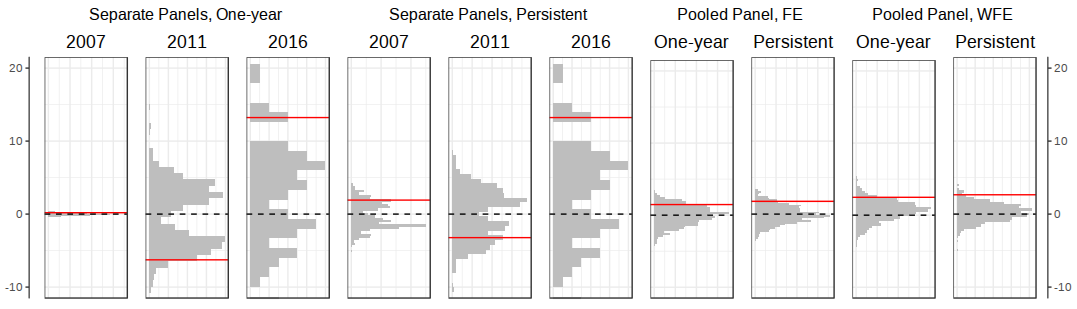 Separate Panels, One-year Separate Panels, Persistent Pooled Panel, FE Pooled Panel, WFE
2007 2011 2016 2007 2011 2016 One-year Persistent One-year Persistent
20 20
10 10
0 0
-10 -10